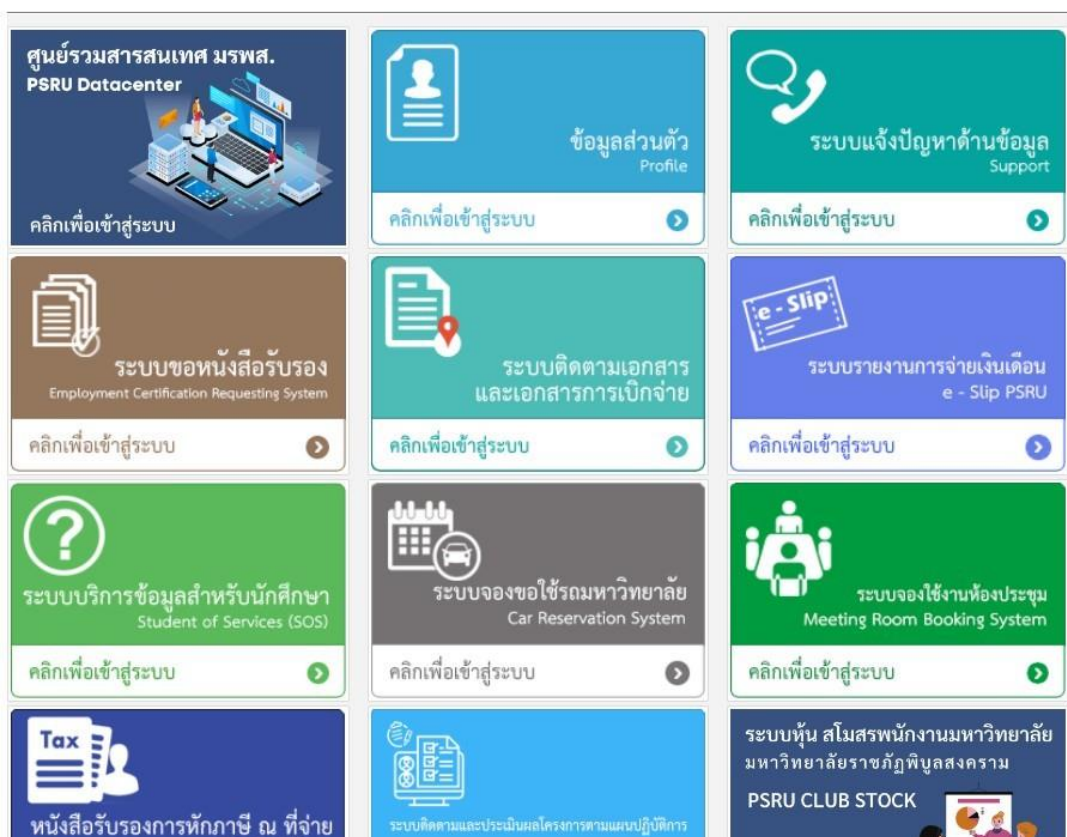 ศูนย์รวมสารสนเทศ มรพส.
PSRU Datacenter
คลิกเพื่อเข้าสู่ระบบ
ข้อมูลส่วนตัว
Profile
คลิกเพื่อเข้าสู่ระบบ
ระบบแจ้งปัญหาด้านข้อมูล
Support
คลิกเพื่อเข้าสู่ระบบ
ระบบขอหนังสือรับรอง
Employment Certification Requesting System
คลิกเพื่อเข้าสู่ระบบ
ระบบติดตามเอกสาร
และเอกสารการเบิกจ่าย
คลิกเพื่อเข้าสู่ระบบ
e - Slip
ระบบรายงานการจ่ายเงินเดือน
e - Slip PSRU
คลิกเพื่อเข้าสู่ระบบ
?
ระบบบริการข้อมูลสำหรับนักศึกษา
Student of Services (SOS)
คลิกเพื่อเข้าสู่ระบบ
ระบบจองขอใช้รถมหาวิทยาลัย
Car Reservation System
คลิกเพื่อเข้าสู่ระบบ
ระบบจองใช้งานห้องประชุม
Meeting Room Booking System
คลิกเพื่อเข้าสู่ระบบ
Tax
หนังสือรับรองการหักภาษี ณ ที่จ่าย
ระบบติดตามและประเมินผลโครงการตามแผนปฏิบัติการ
ระบบหุ้น สโมสรพนักงานมหาวิทยาลัย
มหาวิทยาลัยราชภัฏพิบูลสงคราม
PSRU CLUB STOCK